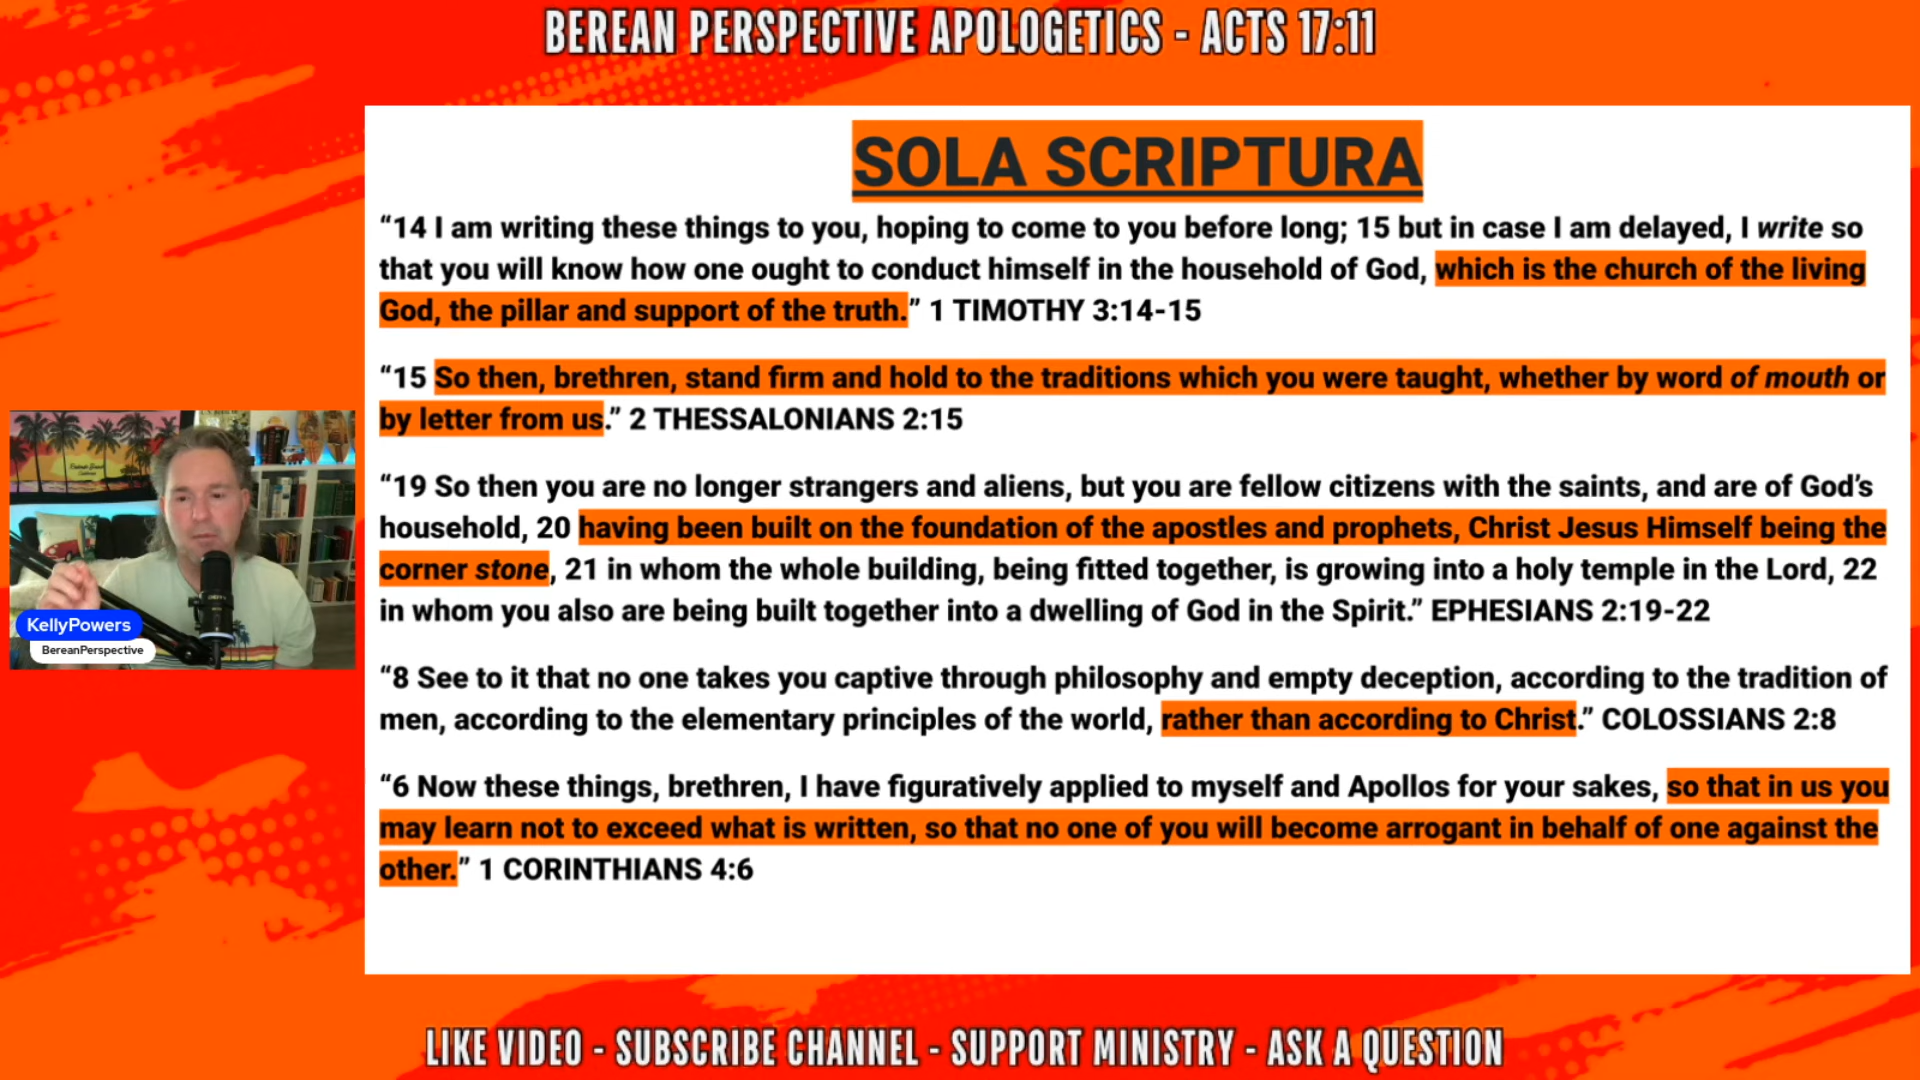 BEREAN PERSPECTIVE APOLOGETICS - ACTS 17:11
SOLA SCRIPTURA
“14 I am writing these things to you, hoping to come to you before long; 15 but in case I am delayed, I write so
that you will know how one ought to conduct himself in the household of God, which is the church of the living
God, the pillar and support of the truth.” 1 TIMOTHY 3:14-15
“15 So then, brethren, stand firm and hold to the traditions which you were taught, whether by word of mouth or
by letter from us.” 2 THESSALONIANS 2:15
“19 So then you are no longer strangers and aliens, but you are fellow citizens with the saints, and are of God’s
household, 20 having been built on the foundation of the apostles and prophets, Christ Jesus Himself being the
corner stone, 21 in whom the whole building, being fitted together, is growing into a holy temple in the Lord, 22
in whom you also are being built together into a dwelling of God in the Spirit.” EPHESIANS 2:19-22
“8 See to it that no one takes you captive through philosophy and empty deception, according to the tradition of
men, according to the elementary principles of the world, rather than according to Christ.” COLOSSIANS 2:8
“6 Now these things, brethren, I have figuratively applied to myself and Apollos for your sakes, so that in us you
may learn not to exceed what is written, so that no one of you will become arrogant in behalf of one against the
other.” 1 CORINTHIANS 4:6
KellyPowers
BereanPerspective
LIKE VIDEO - SUBSCRIBE CHANNEL - SUPPORT MINISTRY - ASK A QUESTION